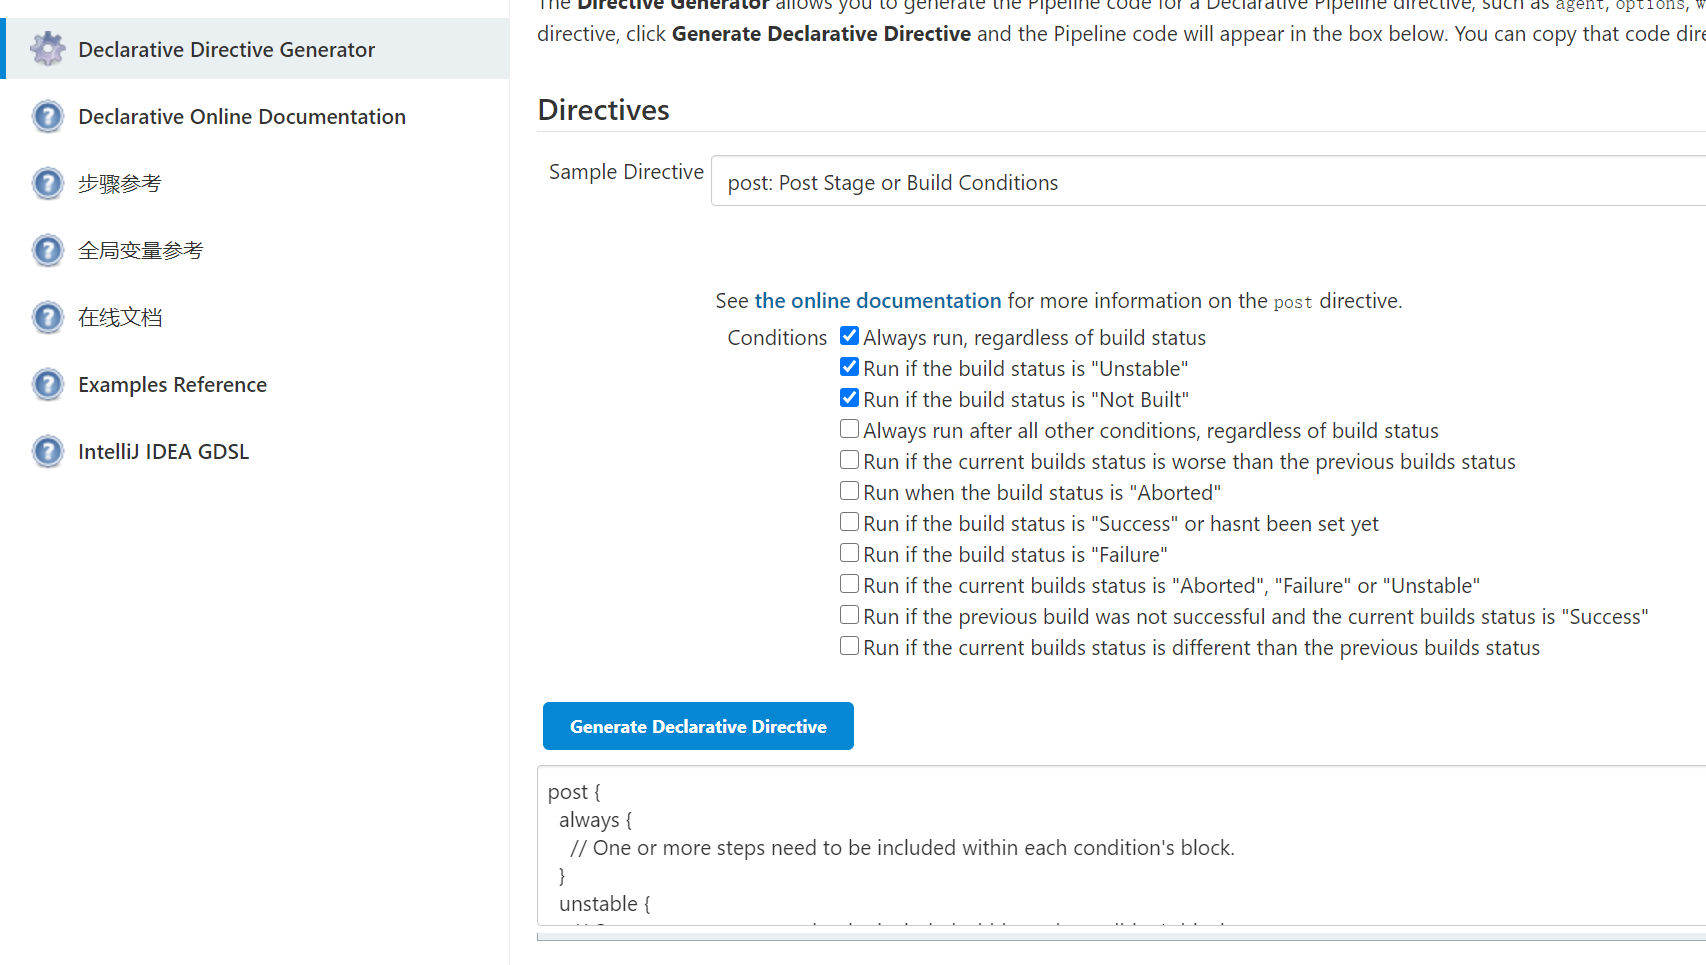 The Directive Generator allows you to generate the Pipeline code for a Declarative Pipeline directive, such as agent, options, w
directive, click Generate Declarative Directive and the Pipeline code will appear in the box below. You can copy that code dire
Declarative Directive Generator
Declarative Online Documentation
步骤参考
全局变量参考
在线文档
Examples Reference
IntelliJ IDEA GDSL
Directives
Sample Directive
post: Post Stage or Build Conditions
See the online documentation for more information on the post directive.
Conditions
Always run, regardless of build status
Run if the build status is "Unstable"
Run if the build status is "Not Built"
Always run after all other conditions, regardless of build status
Run if the current builds status is worse than the previous builds status
Run when the build status is "Aborted"
Run if the build status is "Success" or hasnt been set yet
Run if the build status is "Failure"
Run if the current builds status is "Aborted", "Failure" or "Unstable"
Run if the previous build was not successful and the current builds status is "Success"
Run if the current builds status is different than the previous builds status
Generate Declarative Directive
post {
always {
// One or more steps need to be included within each condition's block.
}
unstable {